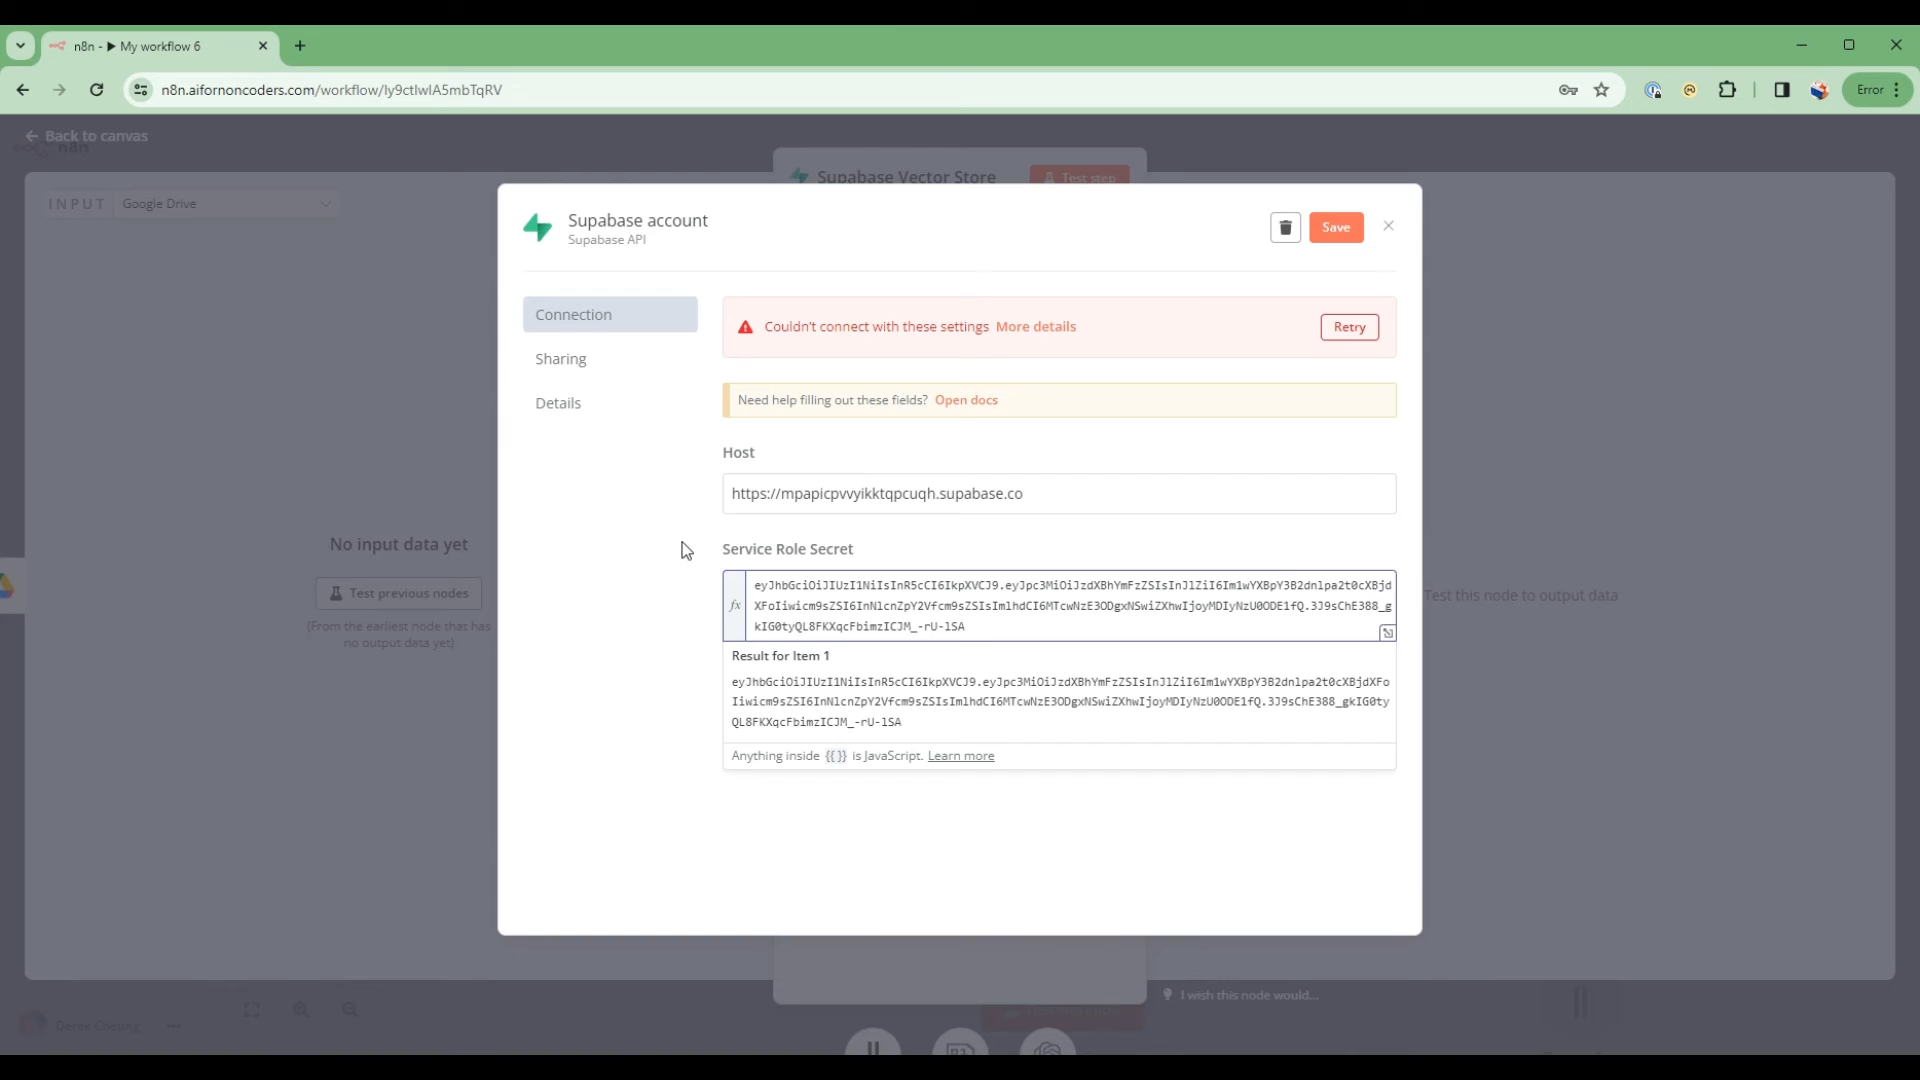 n8n - ▶ My workflow 6
n8n.aifornoncoders.com/workflow/Iy9ctlwIA5mbTqRV
Error
Back to canvas
n8n
INPUT Google Drive
Supabase Vector Store
Test step
Supabase account
Supabase API
Save
Connection
Sharing
Details
Couldn't connect with these settings More details
Retry
Need help filling out these fields? Open docs
Host
https://mpapicpvvyikktqpcuqh.supabase.co
Service Role Secret
fx
eyJhbGciOiJIUzI1NiIsInR5cCI6IkpXVCJ9.eyJpc3MiOiJzdXBhYmFzZSIsInJlZiI6Im1wYXBpY3B2dnlpa2t0cXBjd
XFoIiwicm9sZSI6InNlcnZpY2Vfcm9sZSIsImlhdCI6MTcwNzE3ODgxNSwiZXhwIjoyMDIyNzU0ODE1fQ.3J9sChE388_g
kIG0tyQL8FKXqcFbimzICJM_-rU-lSA
Result for Item 1
eyJhbGciOiJIUzI1NiIsInR5cCI6IkpXVCJ9.eyJpc3MiOiJzdXBhYmFzZSIsInJlZiI6Im1wYXBpY3B2dnlpa2t0cXBjdXFo
Iiwicm9sZSI6InNlcnZpY2Vfcm9sZSIsImlhdCI6MTcwNzE3ODgxNSwiZXhwIjoyMDIyNzU0ODE1fQ.3J9sChE388_gkIG0ty
QL8FKXqcFbimzICJM_-rU-lSA
Anything inside {{ }} is JavaScript. Learn more
No input data yet
Test previous nodes
(From the earliest node that has
no output data yet)
Test this node to output data
I wish this node would...
Derek Cheung